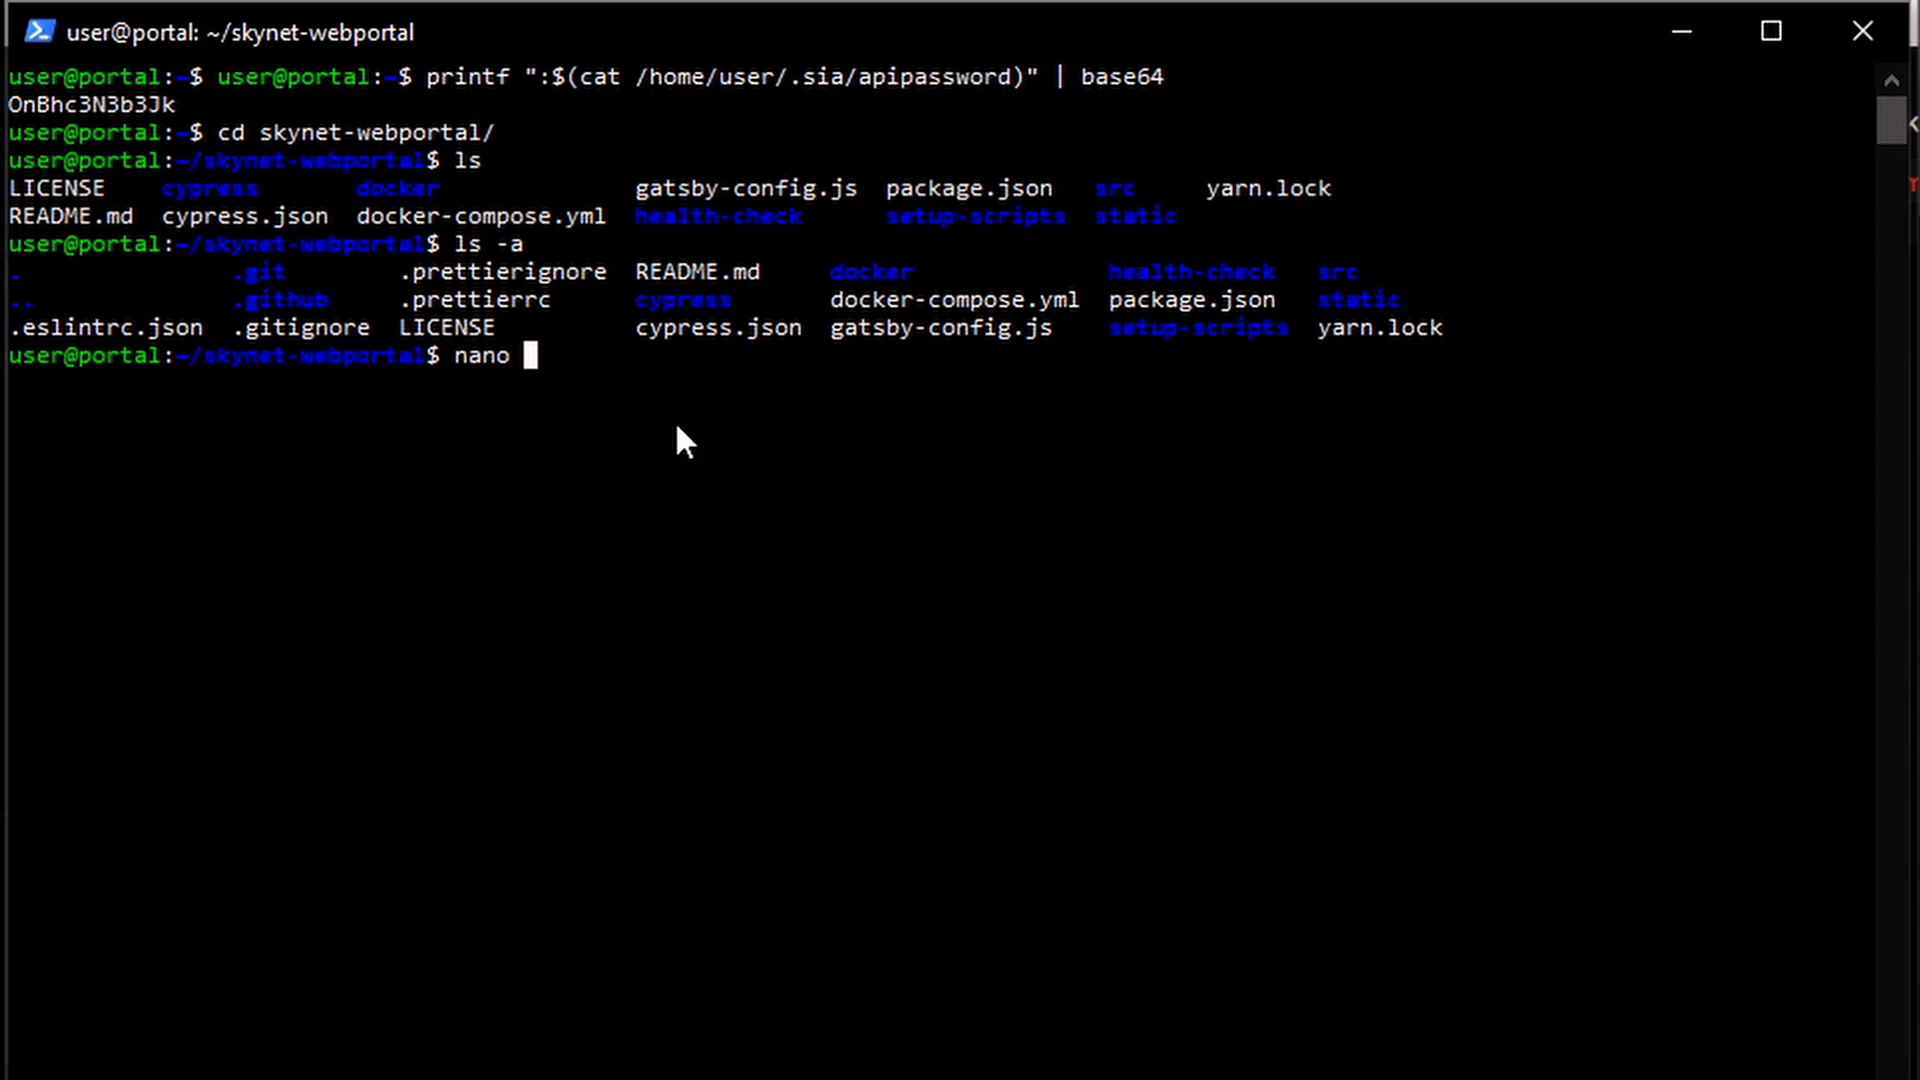 user@portal: ~/skynet-webportal
user@portal:~$ user@portal:~$ printf ":$(cat /home/user/.sia/apipassword)" | base64
OnBhc3N3b3Jk
user@portal:~$ cd skynet-webportal/
user@portal:~/skynet-webportal$ ls
LICENSE cypress docker gatsby-config.js package.json src yarn.lock
README.md cypress.json docker-compose.yml health-check setup-scripts static
user@portal:~/skynet-webportal$ ls -a
. .git .prettierignore README.md docker health-check src
.. .github .prettierrc cypress docker-compose.yml package.json static
.eslintrc.json .gitignore LICENSE cypress.json gatsby-config.js setup-scripts yarn.lock
user@portal:~/skynet-webportal$ nano